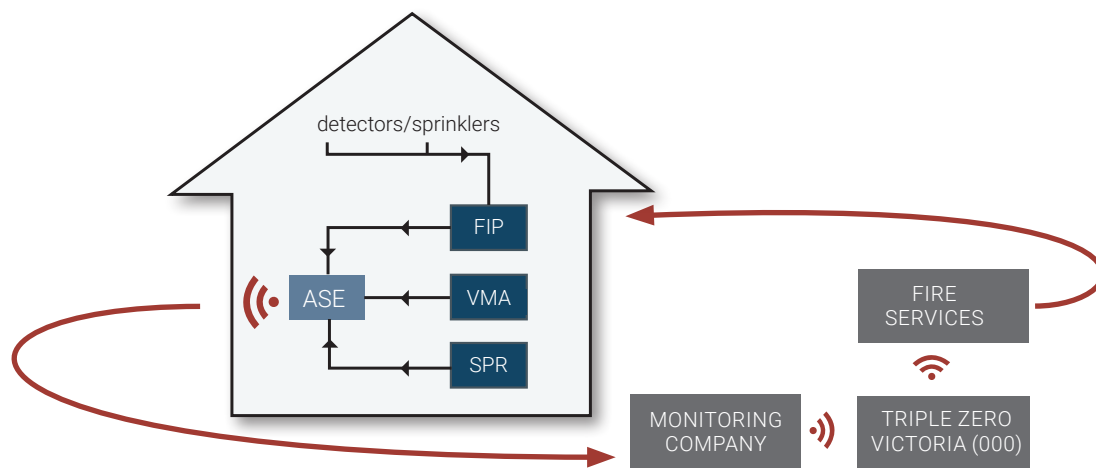 detectors/sprinklers
FIP
ASE
VMA
SPR
FIRE
SERVICES
MONITORING
COMPANY
TRIPLE ZERO
VICTORIA (000)